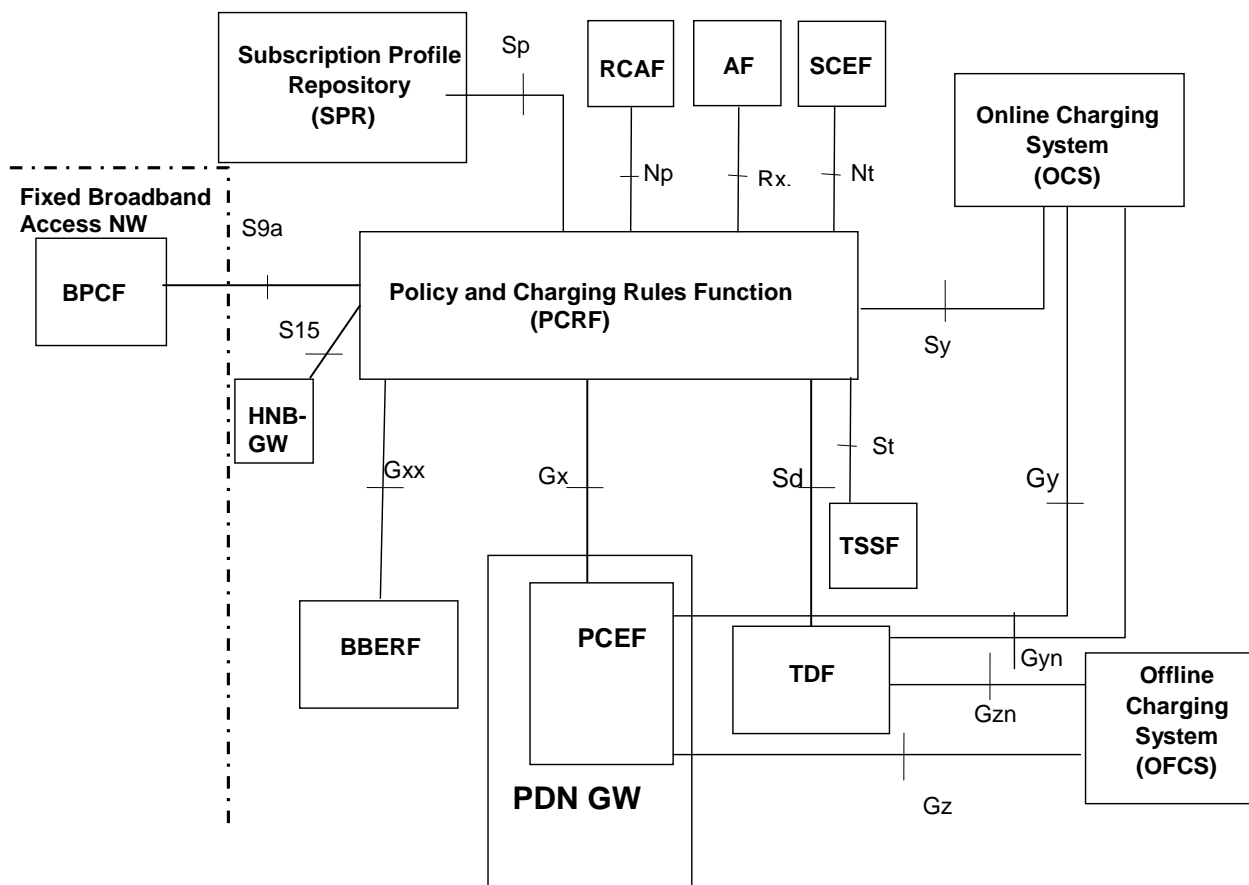 Subscription Profile
Repository
(SPR)
Sp
RCAF
AF
SCEF
Online Charging
System
(OCS)
Np
Rx.
Nt
Fixed Broadband
Access NW
S9a
BPCF
Policy and Charging Rules Function
(PCRF)
S15
Sy
HNB-
GW
Gxx
Gx
Sd
St
Gy
TSSF
BBERF
PCEF
TDF
Gyn
Gzn
Offline
Charging
System
(OFCS)
PDN GW
Gz